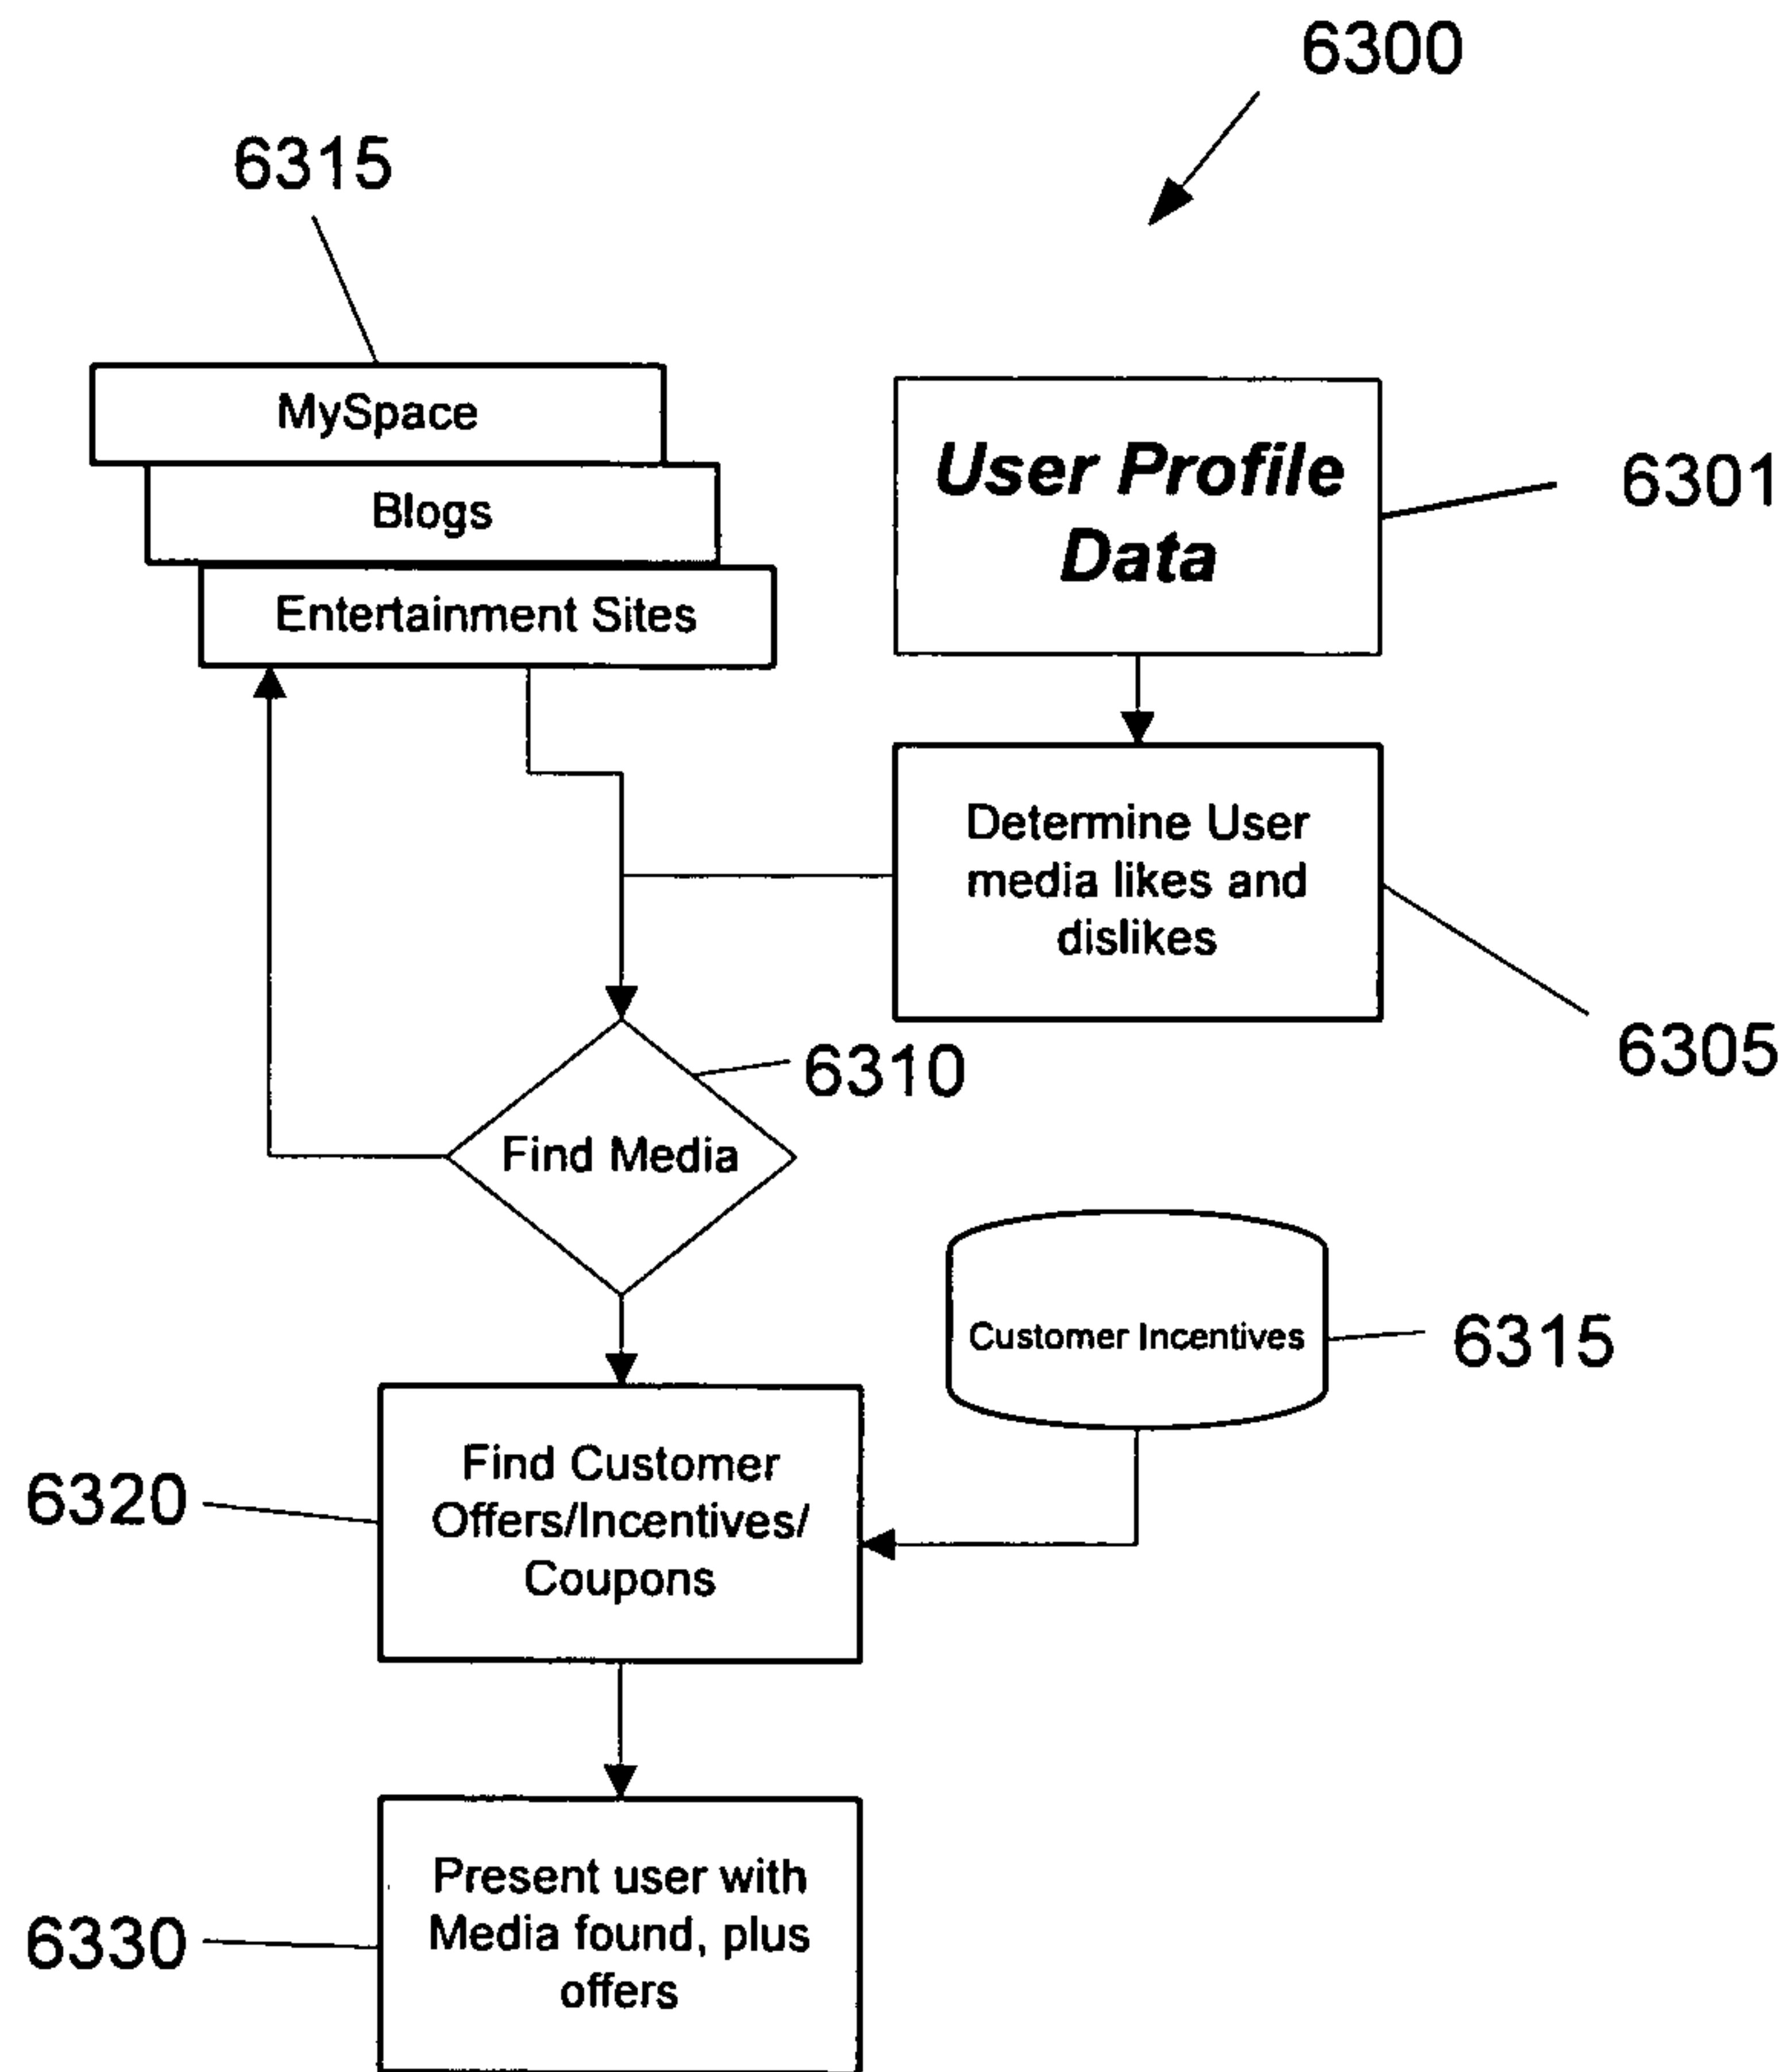 6300
6315
MySpace
Blogs
Entertainment Sites
User Profile
Data
6301
Determine User
media likes and
dislikes
6305
6310
Find Media
Customer Incentives
6315
Find Customer
Offers/Incentives/
Coupons
6320
Present user with
Media found, plus
offers
6330